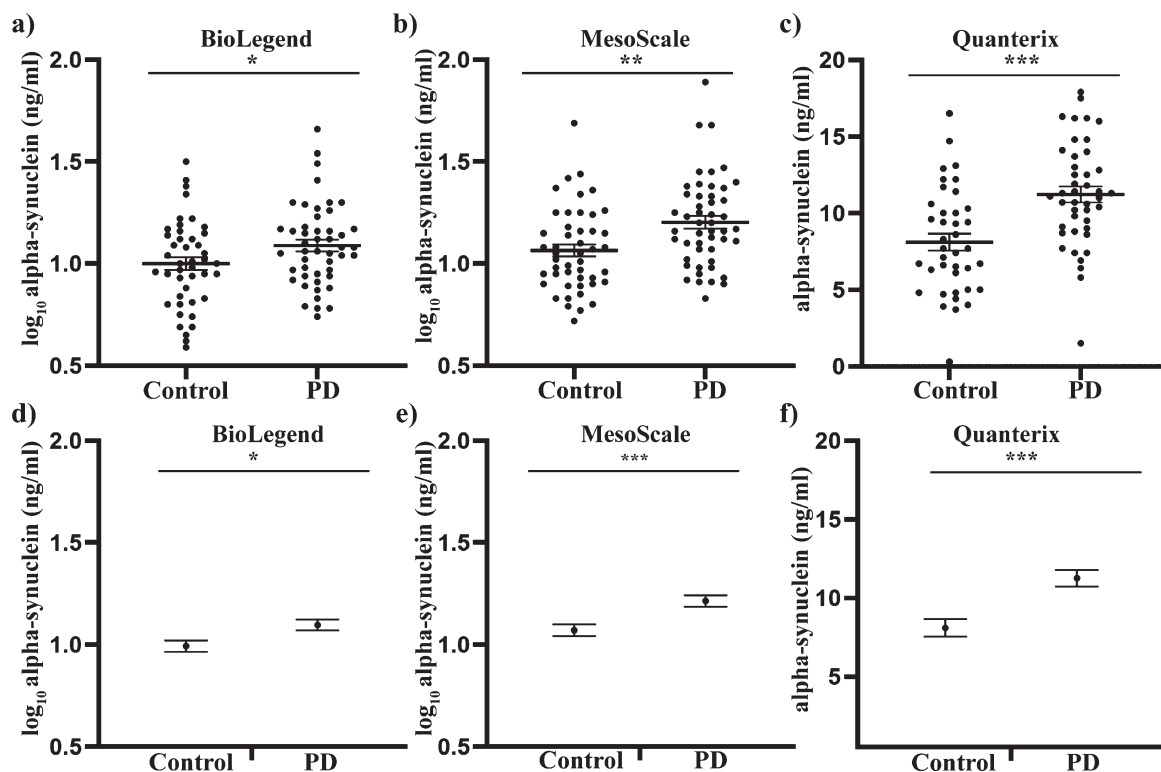 a)
BioLegend
*
log10 alpha-synuclein (ng/ml)
2.0
1.5
1.0
0.5
Control PD
b)
MesoScale
**
log10 alpha-synuclein (ng/ml)
2.0
1.5
1.0
0.5
Control PD
c)
Quanterix
***
alpha-synuclein (ng/ml)
20
15
10
5
0
Control PD
d)
BioLegend
*
log10 alpha-synuclein (ng/ml)
2.0
1.5
1.0
0.5
Control PD
e)
MesoScale
***
log10 alpha-synuclein (ng/ml)
2.0
1.5
1.0
0.5
Control PD
f)
Quanterix
***
alpha-synuclein (ng/ml)
20
15
10
5
Control PD